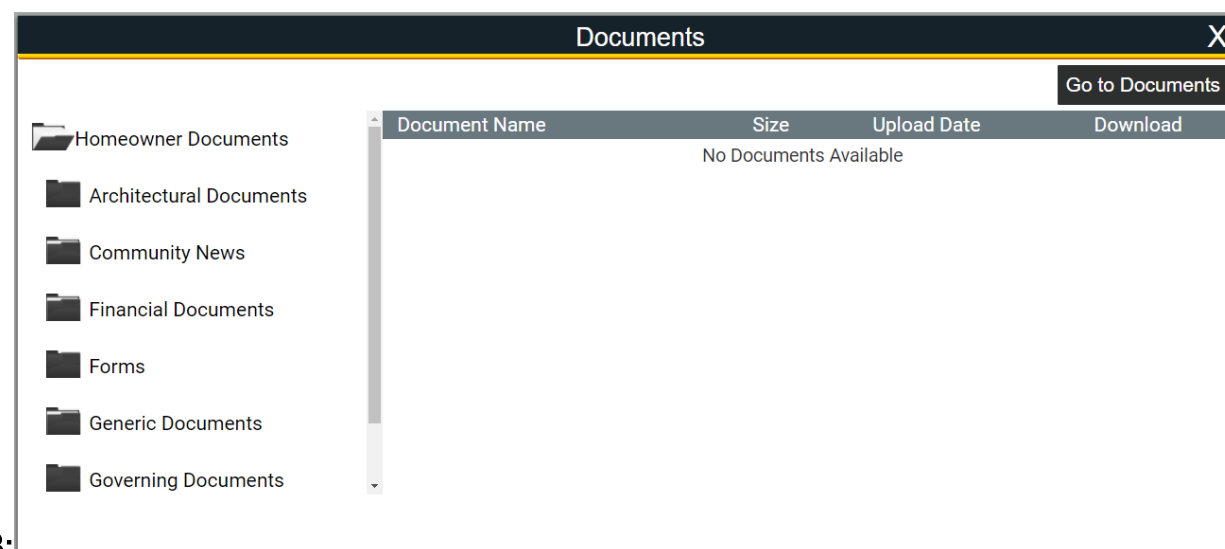 Documents X
Go to Documents
Document Name Size Upload Date Download
No Documents Available
Homeowner Documents
Architectural Documents
Community News
Financial Documents
Forms
Generic Documents
Governing Documents